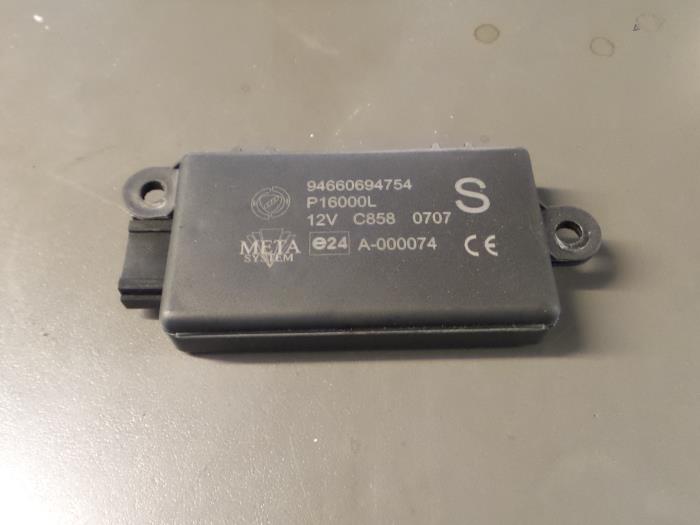 94660694754
P16000L
S
12V C858 0707
META
SYSTEM
e24 A-000074 CE